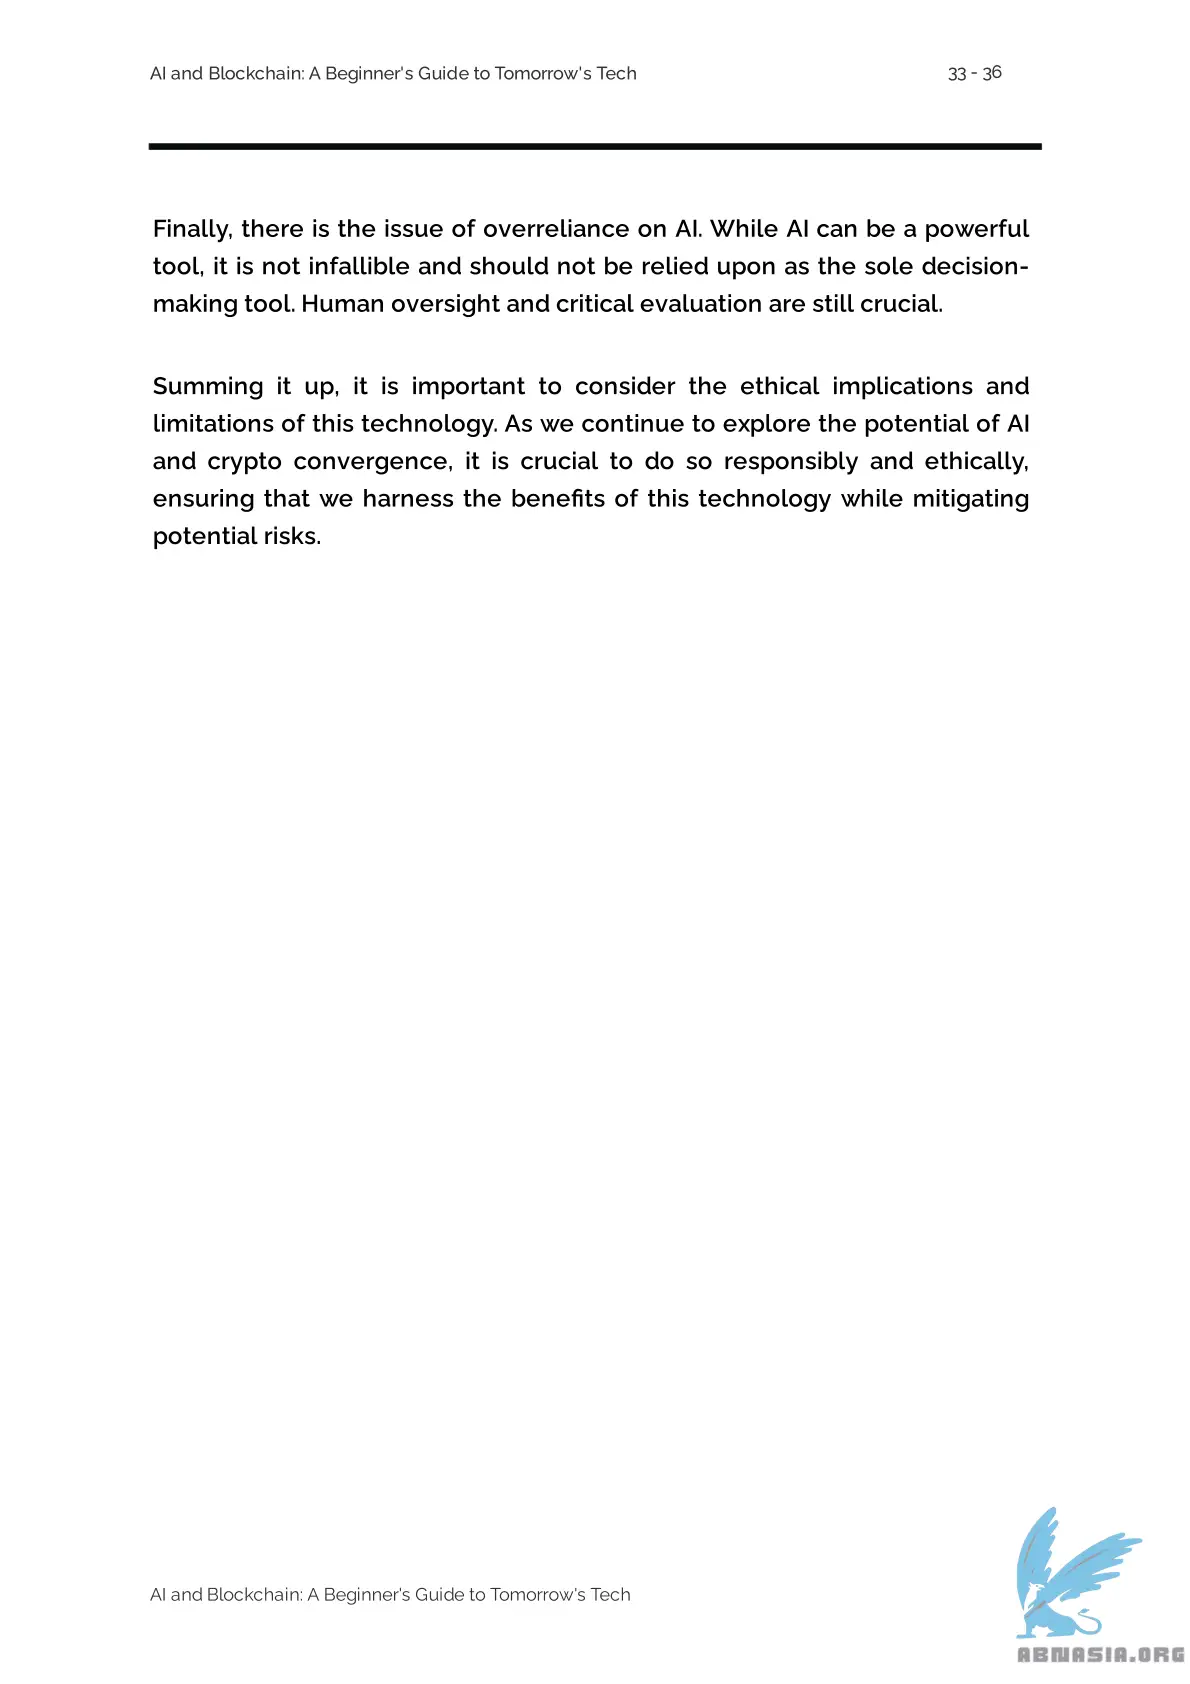 AI and Blockchain: A Beginner's Guide to Tomorrow's Tech
33 - 36
Finally, there is the issue of overreliance on AI. While AI can be a powerful
tool, it is not infallible and should not be relied upon as the sole decision-
making tool. Human oversight and critical evaluation are still crucial.
Summing it up, it is important to consider the ethical implications and
limitations of this technology. As we continue to explore the potential of AI
and crypto convergence, it is crucial to do so responsibly and ethically,
ensuring that we harness the benefits of this technology while mitigating
potential risks.
AI and Blockchain: A Beginner's Guide to Tomorrow's Tech
ABNASIA.ORG